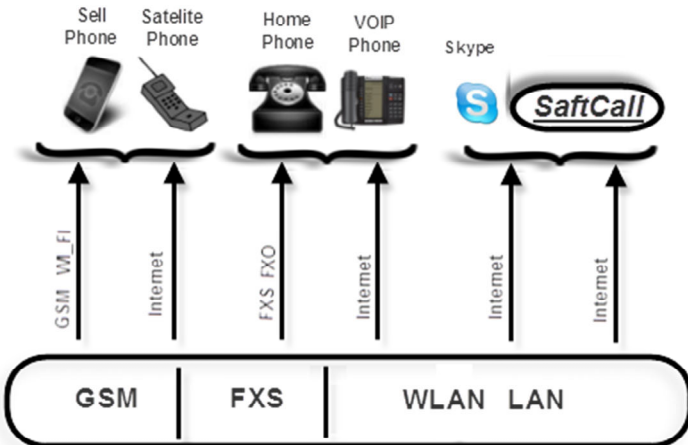 Sell
Phone
Satelite
Phone
Home
Phone
VOIP
Phone
Skype
S
SaftCall
GSM WI_FI
Internet
FXS FXO
Internet
Internet
Internet
GSM
FXS
WLAN LAN